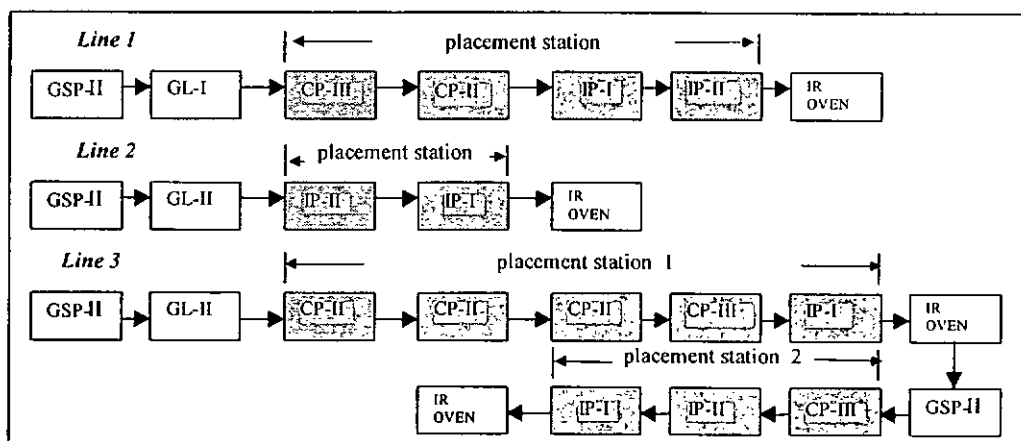 Line 1
placement station
GSP-II GL-I CP-III CP-II IP-I IP-II IR OVEN
Line 2
placement station
GSP-II GL-II IP-II IP-I IR OVEN
Line 3
placement station 1
GSP-II GL-II CP-II CP-II CP-II CP-III IP-I IR OVEN
placement station 2
IR OVEN IP-I IP-II CP-III GSP-II